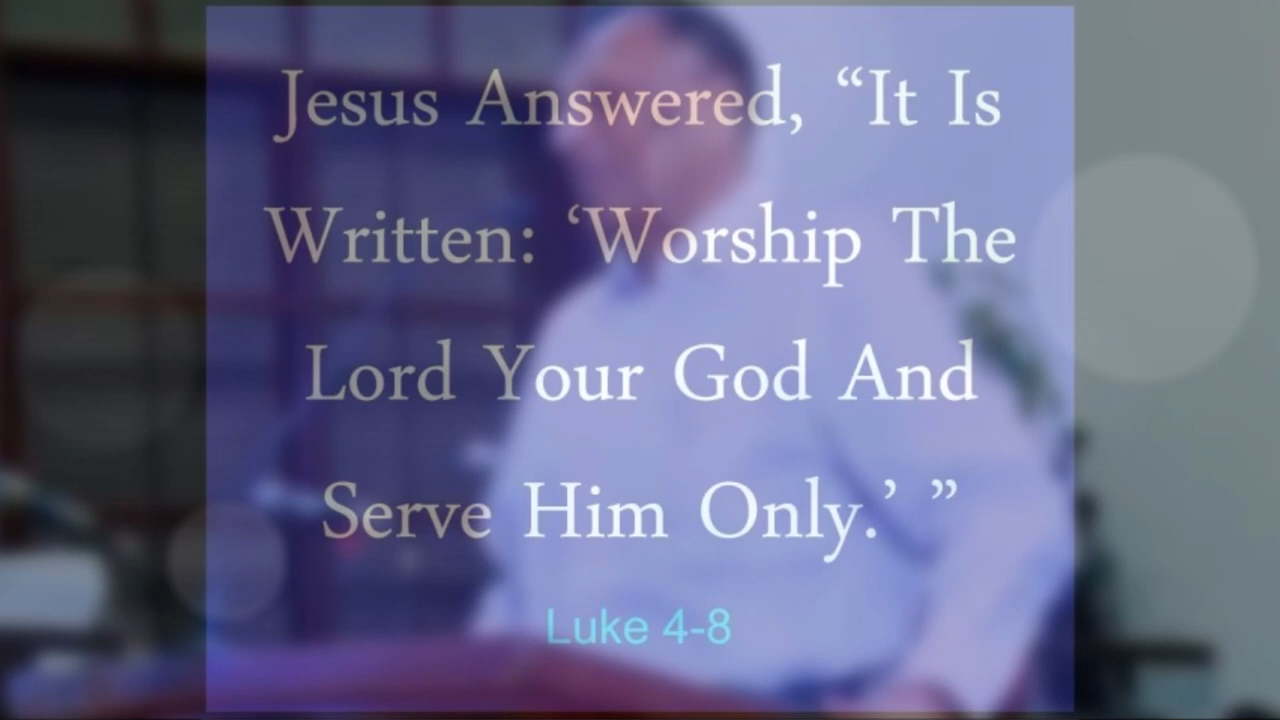 Jesus Answered, “It Is
Written: ‘Worship The
Lord Your God And
Serve Him Only.’ ”
Luke 4-8